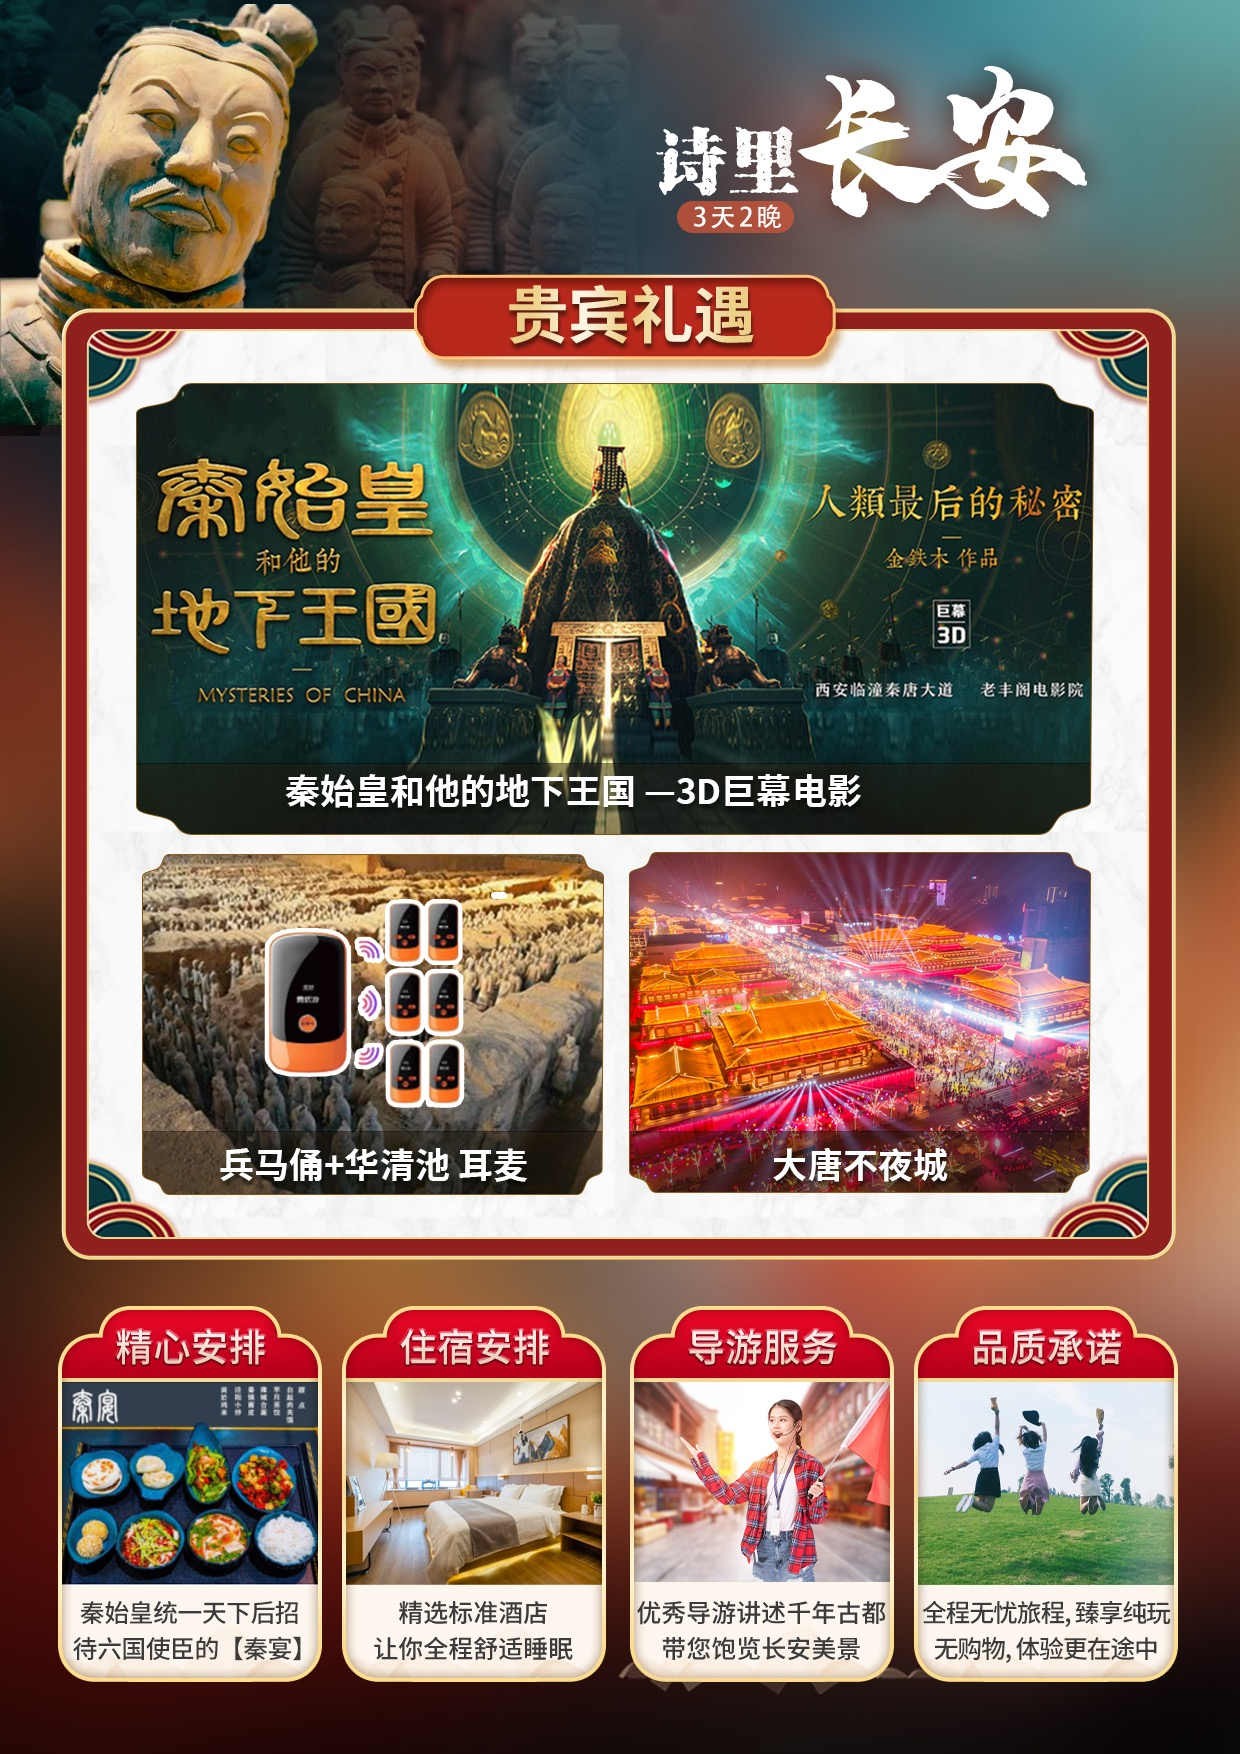 诗里长安
3天2晚
贵宾礼遇
秦始皇
和他的
地下王國
MYSTERIES OF CHINA
人類最后的秘密
金鉄木 作品
巨幕
3D
西安临潼秦唐大道 老丰阁电影院
秦始皇和他的地下王国 —3D巨幕电影
兵马俑+华清池 耳麦
大唐不夜城
精心安排
秦宴
秦始皇统一天下后招
待六国使臣的【秦宴】
住宿安排
精选标准酒店
让你全程舒适睡眠
导游服务
优秀导游讲述千年古都
带您饱览长安美景
品质承诺
全程无忧旅程, 臻享纯玩
无购物, 体验更在途中